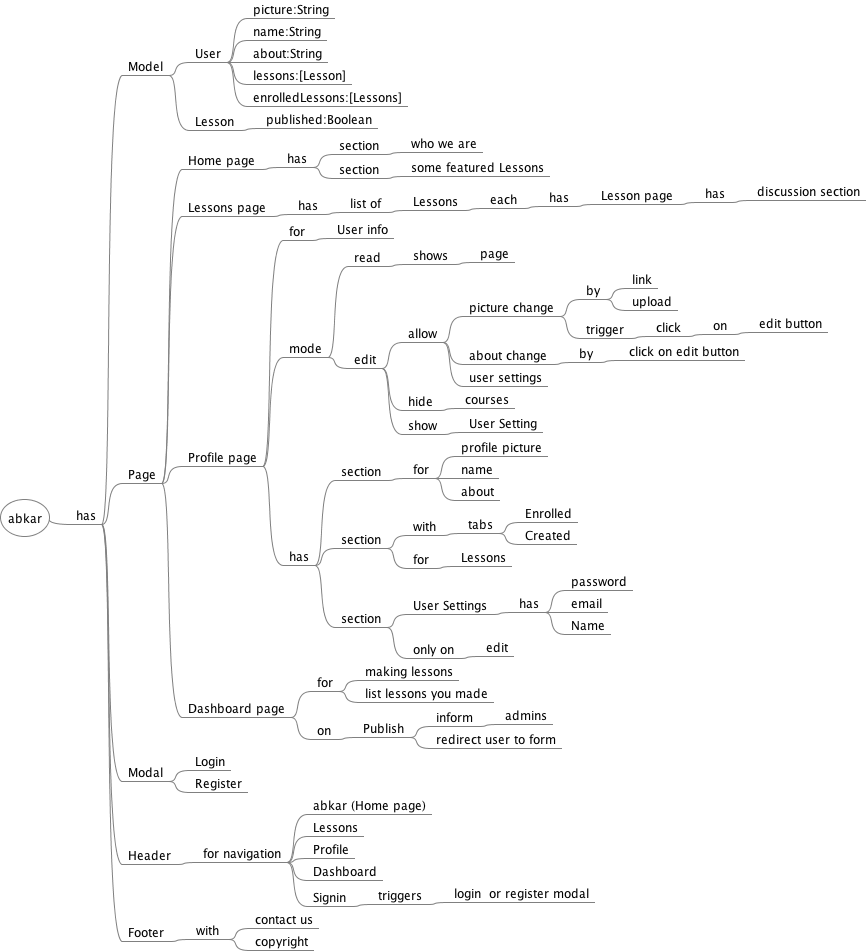 abkar
has
Model
User
picture:String
name:String
about:String
lessons:[Lesson]
enrolledLessons:[Lessons]
Lesson
published:Boolean
Page
Home page
has
section
who we are
section
some featured Lessons
Lessons page
has
list of
Lessons
each
has
Lesson page
has
discussion section
Profile page
for
User info
mode
read
shows
page
edit
allow
picture change
by
link
upload
trigger
click
on
edit button
about change
by
click on edit button
user settings
hide
courses
show
User Setting
has
section
for
profile picture
name
about
section
with
tabs
Enrolled
Created
for
Lessons
section
User Settings
has
password
email
Name
only on
edit
Dashboard page
for
making lessons
list lessons you made
on
Publish
inform
admins
redirect user to form
Modal
Login
Register
Header
for navigation
abkar (Home page)
Lessons
Profile
Dashboard
Signin
triggers
login  or register modal
Footer
with
contact us
copyright